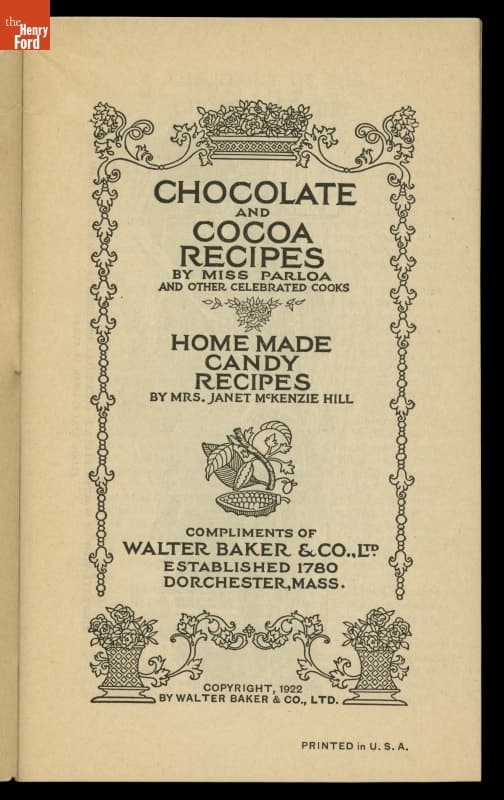 the
Henry
Ford
CHOCOLATE
AND
COCOA
RECIPES
BY MISS PARLOA
AND OTHER CELEBRATED COOKS
HOME MADE
CANDY
RECIPES
BY MRS. JANET McKENZIE HILL
COMPLIMENTS OF
WALTER BAKER & CO., LTD.
ESTABLISHED 1780
DORCHESTER, MASS.
COPYRIGHT, 1922
BY WALTER BAKER & CO., LTD.
PRINTED in U. S. A.